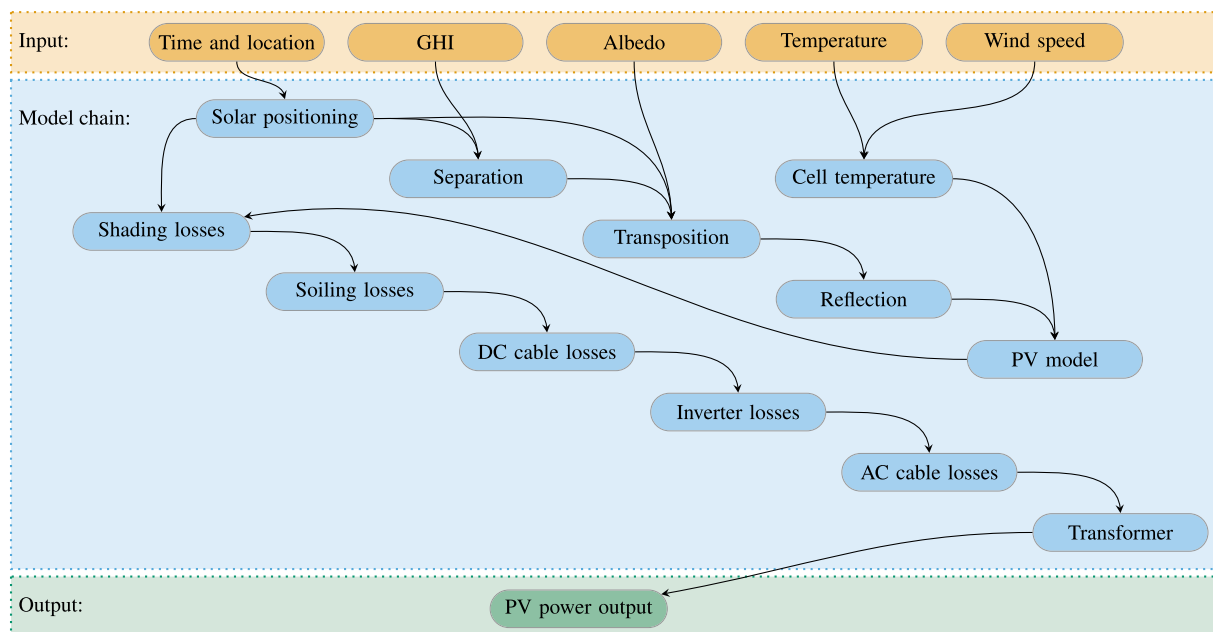 Input:
Time and location
GHI
Albedo
Temperature
Wind speed
Model chain:
Solar positioning
Separation
Cell temperature
Shading losses
Transposition
Soiling losses
Reflection
DC cable losses
PV model
Inverter losses
AC cable losses
Transformer
Output:
PV power output